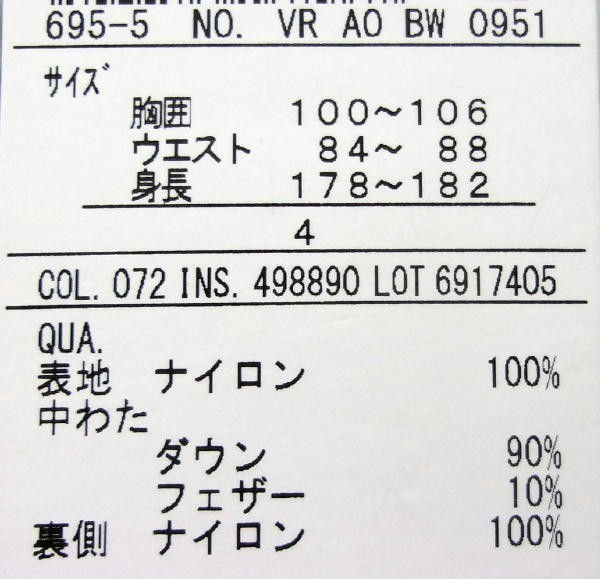 695-5 NO. VR AO BW 0951
サイズ
胸囲 100～106
ウエスト 84～ 88
身長 178～182
4
COL. 072 INS. 498890 LOT 6917405
QUA.
表地 ナイロン 100%
中わた
ダウン 90%
フェザー 10%
裏側 ナイロン 100%